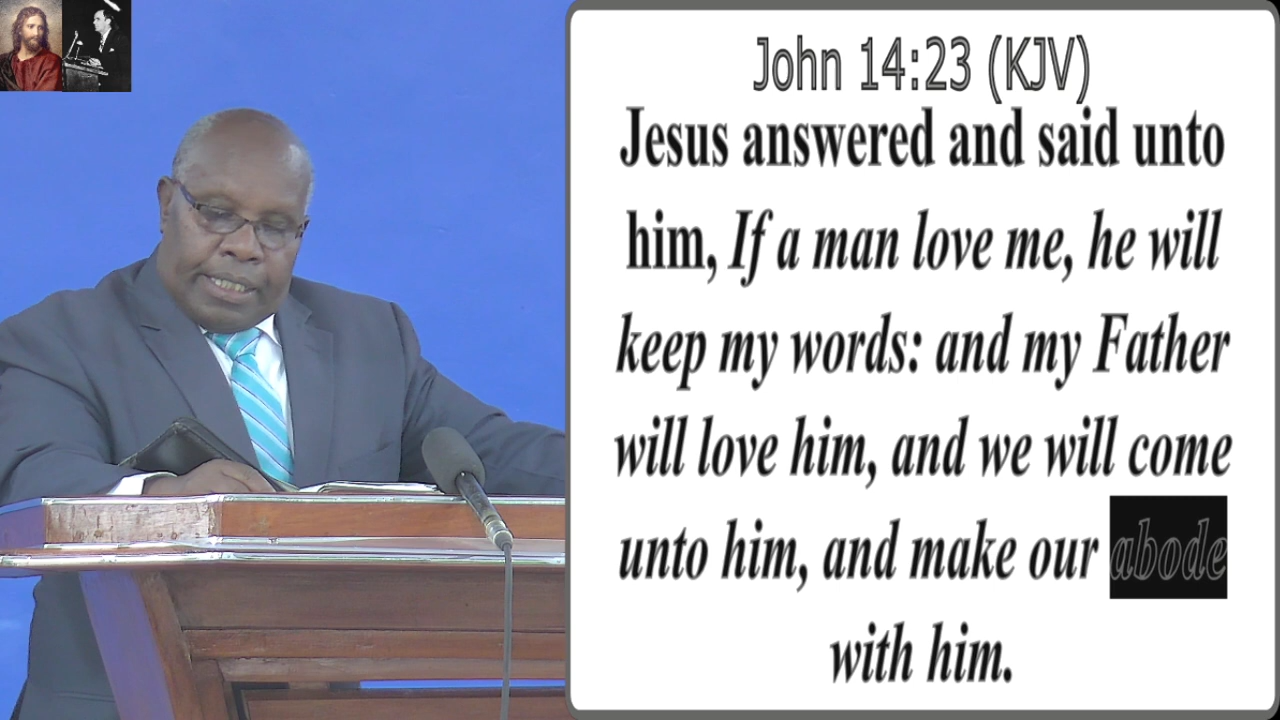 John 14:23 (KJV)
Jesus answered and said unto
him, If a man love me, he will
keep my words: and my Father
will love him, and we will come
unto him, and make our abode
with him.